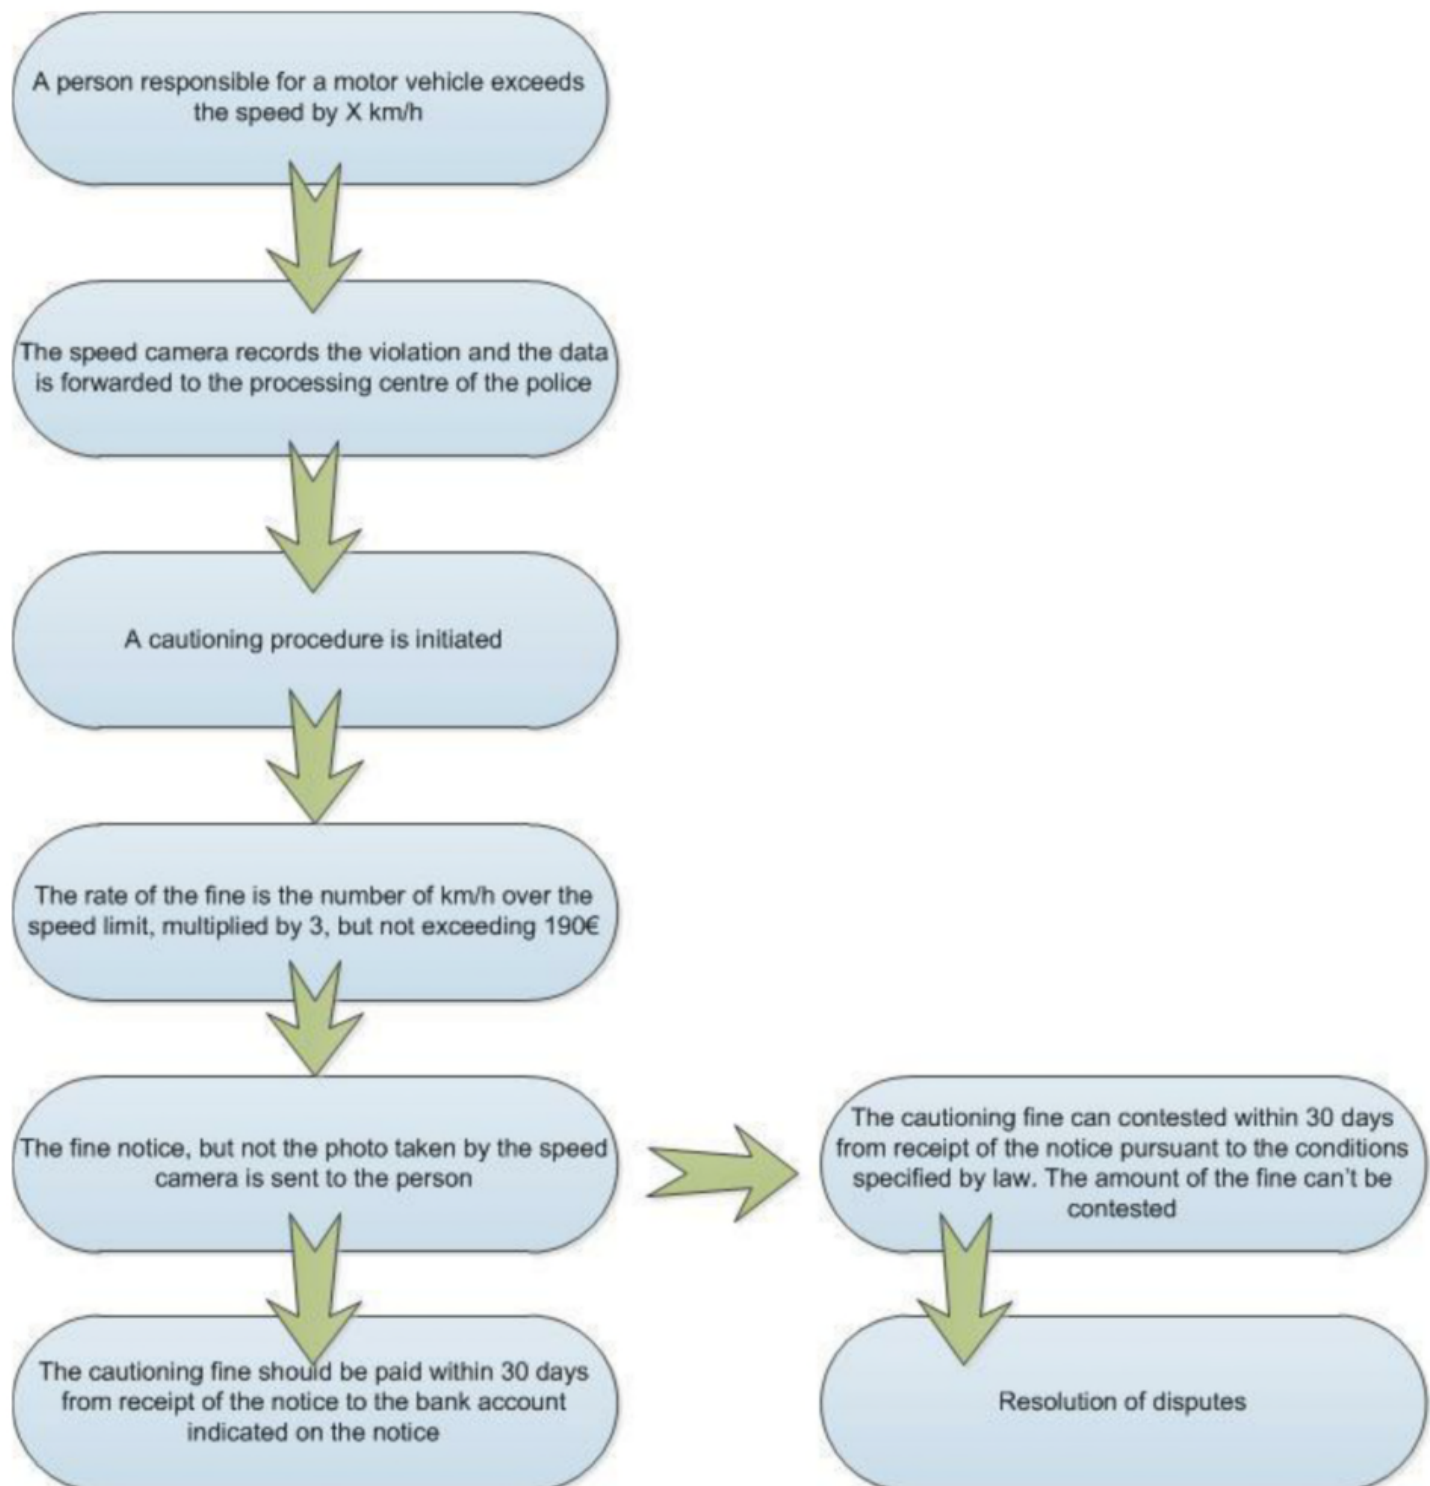 A person responsible for a motor vehicle exceeds
the speed by X km/h
The speed camera records the violation and the data
is forwarded to the processing centre of the police
A cautioning procedure is initiated
The rate of the fine is the number of km/h over the
speed limit, multiplied by 3, but not exceeding 190€
The fine notice, but not the photo taken by the speed
camera is sent to the person
The cautioning fine can contested within 30 days
from receipt of the notice pursuant to the conditions
specified by law. The amount of the fine can't be
contested
The cautioning fine should be paid within 30 days
from receipt of the notice to the bank account
indicated on the notice
Resolution of disputes